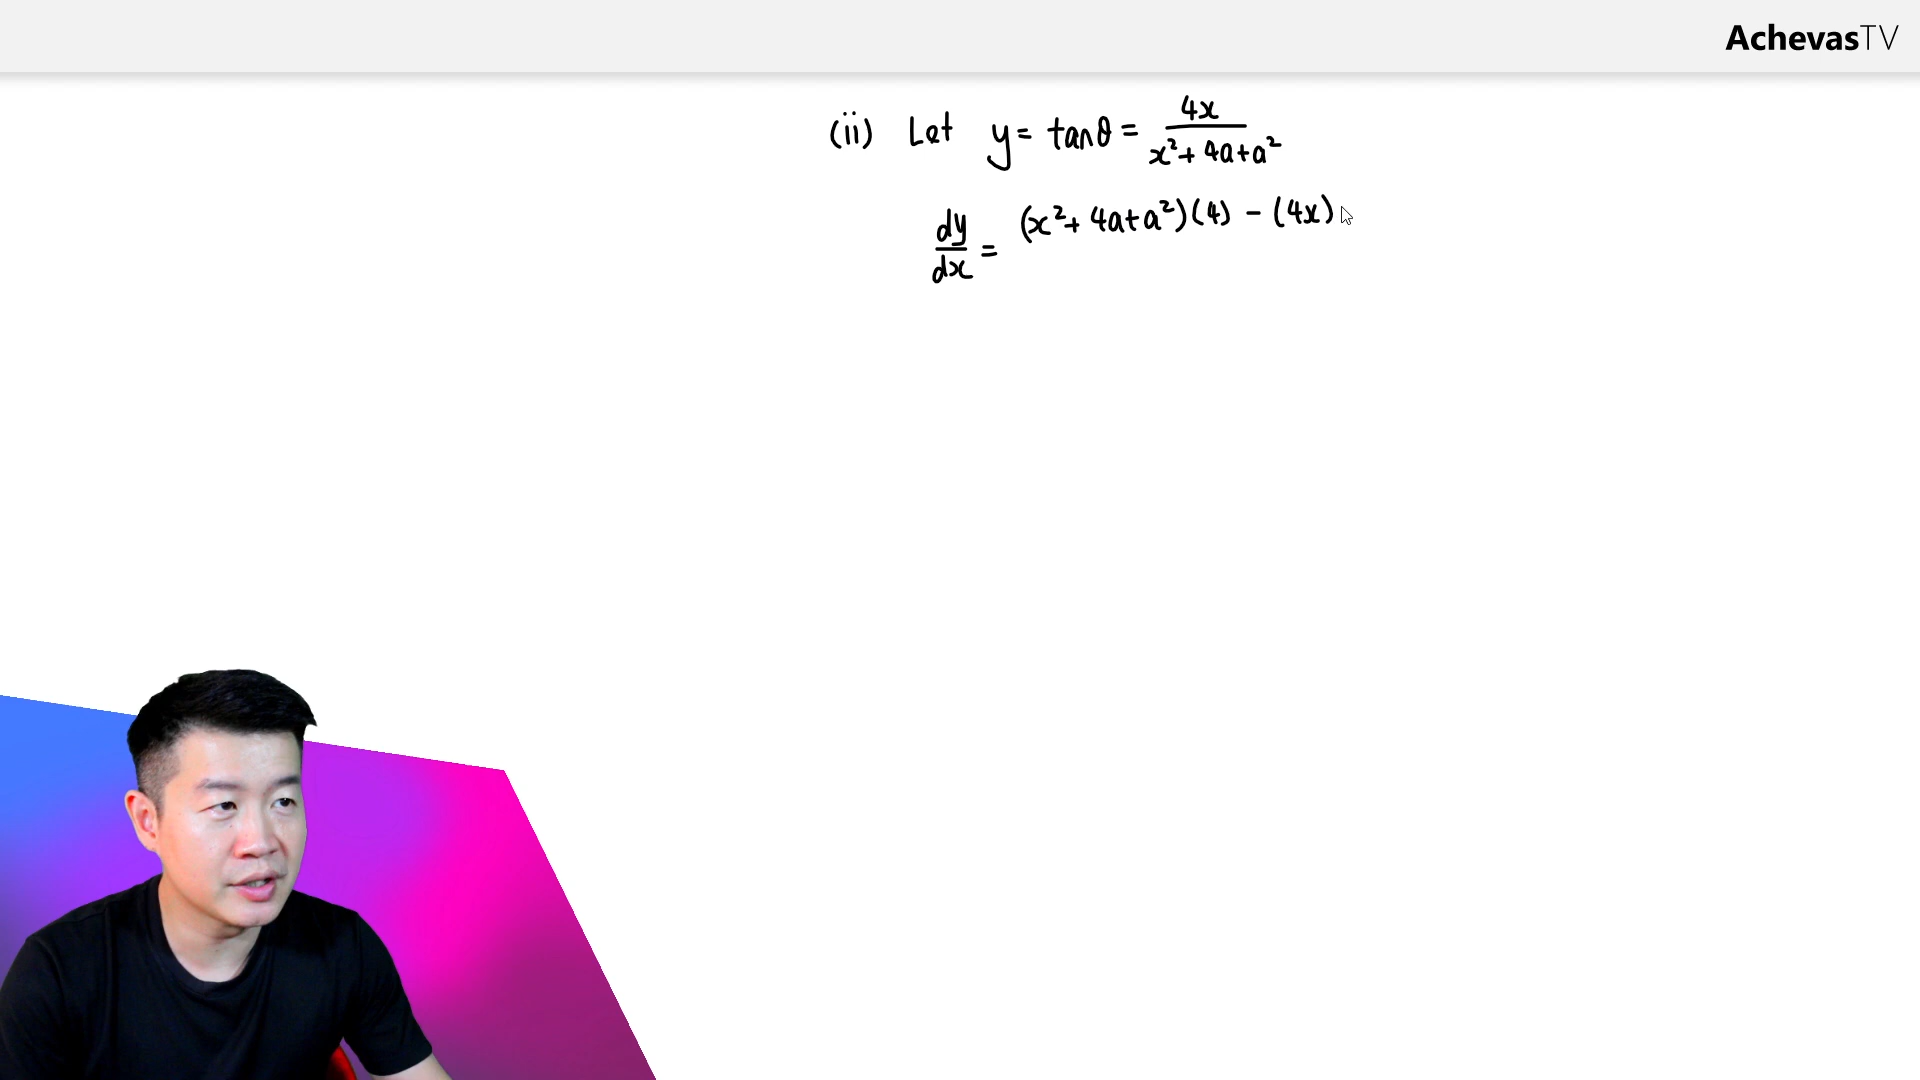 AchevasTV
(ii) Let y = tanθ = 4x / x² + 4a + a²
dy/dx = (x² + 4a + a²)(4) - (4x)